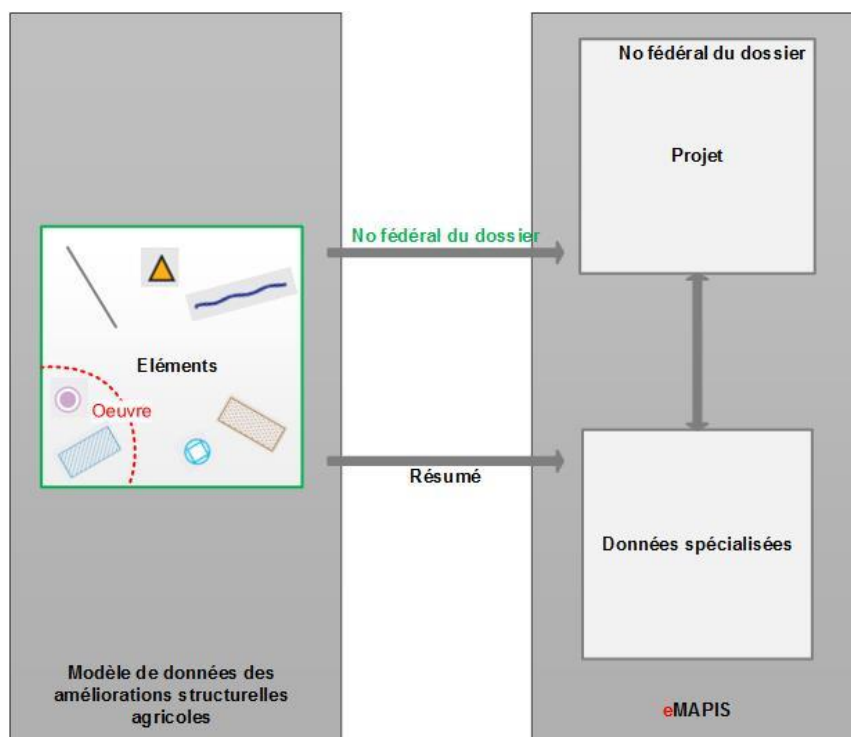 No fédéral du dossier
Projet
No fédéral du dossier
Eléments
Oeuvre
Résumé
Données spécialisées
Modèle de données des
améliorations structurelles
agricoles
eMAPIS